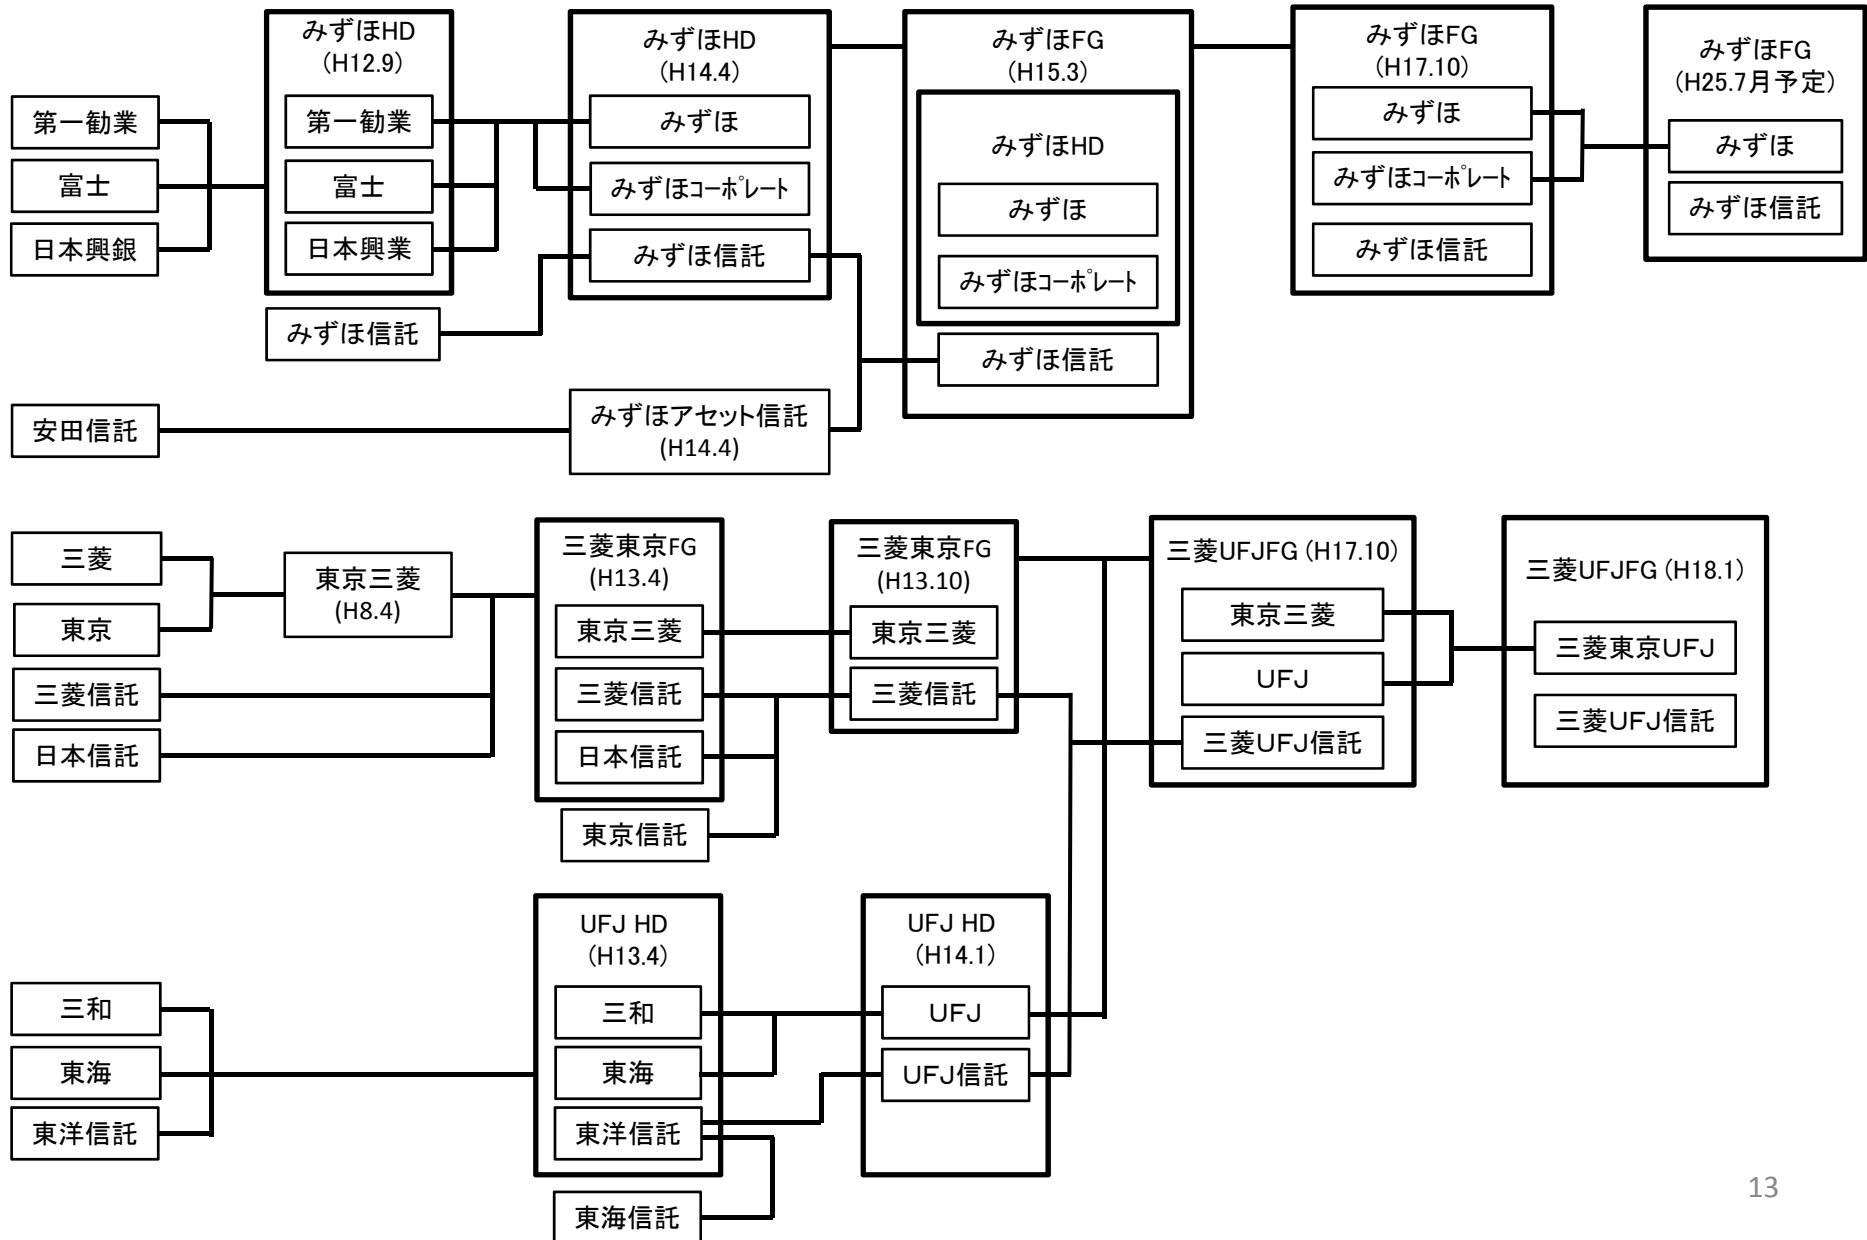 みずほHD
(H12.9)
第一勧業
富士
日本興業
みずほHD
(H14.4)
みずほ
みずほｺｰﾎﾟﾚｰﾄ
みずほ信託
みずほFG
(H15.3)
みずほHD
みずほ
みずほｺｰﾎﾟﾚｰﾄ
みずほ信託
みずほFG
(H17.10)
みずほ
みずほｺｰﾎﾟﾚｰﾄ
みずほ信託
みずほFG
(H25.7月予定)
みずほ
みずほ信託
第一勧業
富士
日本興銀
みずほ信託
安田信託
みずほアセット信託
(H14.4)
三菱
東京
三菱信託
日本信託
東京三菱
(H8.4)
三菱東京FG
(H13.4)
東京三菱
三菱信託
日本信託
東京信託
三菱東京FG
(H13.10)
東京三菱
三菱信託
三菱UFJFG (H17.10)
東京三菱
UFJ
三菱UFJ信託
三菱UFJFG (H18.1)
三菱東京ＵＦＪ
三菱UFJ信託
三和
東海
東洋信託
UFJ HD
(H13.4)
三和
東海
東洋信託
東海信託
UFJ HD
(H14.1)
ＵＦＪ
UFJ信託
13